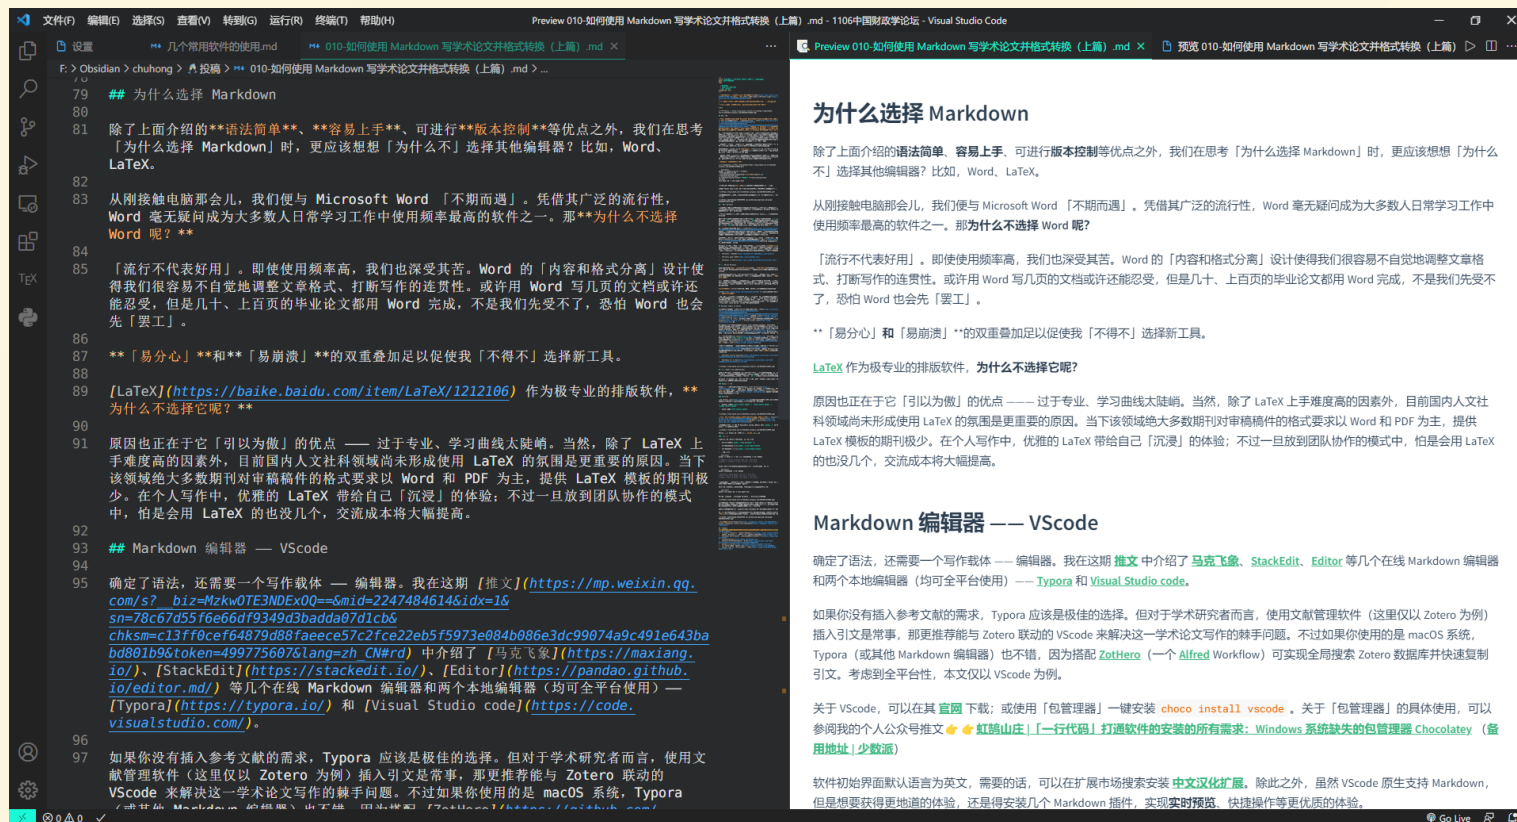 文件(F) 编辑(E) 选择(S) 查看(V) 转到(G) 运行(R) 终端(T) 帮助(H)
Preview 010-如何使用 Markdown 写学术论文并格式转换（上篇）.md - 1106中国财政学论坛 - Visual Studio Code
设置
几个常用软件的使用.md
010-如何使用 Markdown 写学术论文并格式转换（上篇）.md
F: > Obsidian > chuhong > 投稿 > 010-如何使用 Markdown 写学术论文并格式转换（上篇）.md > ...
79 ## 为什么选择 Markdown
80
81 除了上面介绍的**语法简单**、**容易上手**、可进行**版本控制**等优点之外，我们在思考
「为什么选择 Markdown」时，更应该想想「为什么不」选择其他编辑器？比如，Word、
LaTeX。
82
83 从刚接触电脑那会儿，我们便与 Microsoft Word 「不期而遇」。凭借其广泛的流行性，
Word 毫无疑问成为大多数人日常学习工作中使用频率最高的软件之一。那**为什么不选择
Word 呢？**
84
85 「流行不代表好用」。即使使用频率高，我们也深受其苦。Word 的「内容和格式分离」设计使
得我们很容易不自觉地调整文章格式、打断写作的连贯性。或许用 Word 写几页的文档或许还
能忍受，但是几十、上百页的毕业论文都用 Word 完成，不是我们先受不了，恐怕 Word 也会
先「罢工」。
86
87 **「易分心」**和**「易崩溃」**的双重叠加足以促使我「不得不」选择新工具。
88
89 [LaTeX](https://baike.baidu.com/item/LaTeX/1212106) 作为极专业的排版软件，**
为什么不选择它呢？**
90
91 原因也正在于它「引以为傲」的优点 —— 过于专业、学习曲线太陡峭。当然，除了 LaTeX 上
手难度高的因素外，目前国内人文社科领域尚未形成使用 LaTeX 的氛围是更重要的原因。当下
该领域绝大多数期刊对审稿稿件的格式要求以 Word 和 PDF 为主，提供 LaTeX 模板的期刊极
少。在个人写作中，优雅的 LaTeX 带给自己「沉浸」的体验；不过一旦放到团队协作的模式
中，怕是会用 LaTeX 的也没几个，交流成本将大幅提高。
92
93 ## Markdown 编辑器 —— VScode
94
95 确定了语法，还需要一个写作载体 —— 编辑器。我在这期 [推文](https://mp.weixin.qq.
com/s?__biz=MzkwOTE3NDExOQ==&mid=2247484614&idx=1&
sn=78c67d55f6e66df9349d3badda07d1cb&
chksm=c13ff0cef64879d88faeece57c2fce22eb5f5973e084b086e3dc99074a9c491e643ba
bd801b9&token=499775607&lang=zh_CN#rd) 中介绍了 [马克飞象](https://maxiang.
io/)、[StackEdit](https://stackedit.io/)、[Editor](https://pandao.github.
io/editor.md/) 等几个在线 Markdown 编辑器和两个本地编辑器（均可全平台使用）——
[Typora](https://typora.io/) 和 [Visual Studio code](https://code.
visualstudio.com/)。
96
97 如果你没有插入参考文献的需求，Typora 应该是极佳的选择。但对于学术研究者而言，使用文
献管理软件（这里仅以 Zotero 为例）插入引文是常事，那更推荐能与 Zotero 联动的
VScode 来解决这一学术论文写作的棘手问题。不过如果你使用的是 macOS 系统，Typora
（或其他 Markdown 编辑器）也不错，因为搭配 [ZotHero](https://github.com/
Preview 010-如何使用 Markdown 写学术论文并格式转换（上篇）.md
预览 010-如何使用 Markdown 写学术论文并格式转换（上篇）
为什么选择 Markdown
除了上面介绍的语法简单、容易上手、可进行版本控制等优点之外，我们在思考「为什么选择 Markdown」时，更应该想想「为什么
不」选择其他编辑器？比如，Word、LaTeX。
从刚接触电脑那会儿，我们便与 Microsoft Word 「不期而遇」。凭借其广泛的流行性，Word 毫无疑问成为大多数人日常学习工作中
使用频率最高的软件之一。那为什么不选择 Word 呢？
「流行不代表好用」。即使使用频率高，我们也深受其苦。Word 的「内容和格式分离」设计使得我们很容易不自觉地调整文章格
式、打断写作的连贯性。或许用 Word 写几页的文档或许还能忍受，但是几十、上百页的毕业论文都用 Word 完成，不是我们先受不
了，恐怕 Word 也会先「罢工」。
**「易分心」和「易崩溃」**的双重叠加足以促使我「不得不」选择新工具。
LaTeX 作为极专业的排版软件，为什么不选择它呢？
原因也正在于它「引以为傲」的优点 —— 过于专业、学习曲线太陡峭。当然，除了 LaTeX 上手难度高的因素外，目前国内人文社
科领域尚未形成使用 LaTeX 的氛围是更重要的原因。当下该领域绝大多数期刊对审稿稿件的格式要求以 Word 和 PDF 为主，提供
LaTeX 模板的期刊极少。在个人写作中，优雅的 LaTeX 带给自己「沉浸」的体验；不过一旦放到团队协作的模式中，怕是会用 LaTeX
的也没几个，交流成本将大幅提高。
Markdown 编辑器 —— VScode
确定了语法，还需要一个写作载体 —— 编辑器。我在这期 推文 中介绍了 马克飞象、StackEdit、Editor 等几个在线 Markdown 编辑器
和两个本地编辑器（均可全平台使用）—— Typora 和 Visual Studio code。
如果你没有插入参考文献的需求，Typora 应该是极佳的选择。但对于学术研究者而言，使用文献管理软件（这里仅以 Zotero 为例）
插入引文是常事，那更推荐能与 Zotero 联动的 VScode 来解决这一学术论文写作的棘手问题。不过如果你使用的是 macOS 系统，
Typora（或其他 Markdown 编辑器）也不错，因为搭配 ZotHero（一个 Alfred Workflow）可实现全局搜索 Zotero 数据库并快速复制
引文。考虑到全平台性，本文仅以 VScode 为例。
关于 VScode，可以在其 官网 下载；或使用「包管理器」一键安装 choco install vscode 。关于「包管理器」的具体使用，可以
参阅我的个人公众号推文👉👉虹鹄山庄 |「一行代码」打通软件的安装的所有需求：Windows 系统缺失的包管理器 Chocolatey （备
用地址 | 少数派）
软件初始界面默认语言为英文，需要的话，可以在扩展市场搜索安装 中文汉化扩展。除此之外，虽然 VScode 原生支持 Markdown，
但是想要获得更地道的体验，还是得安装几个 Markdown 插件，实现实时预览、快捷操作等更优质的体验。
0 0
Go Live